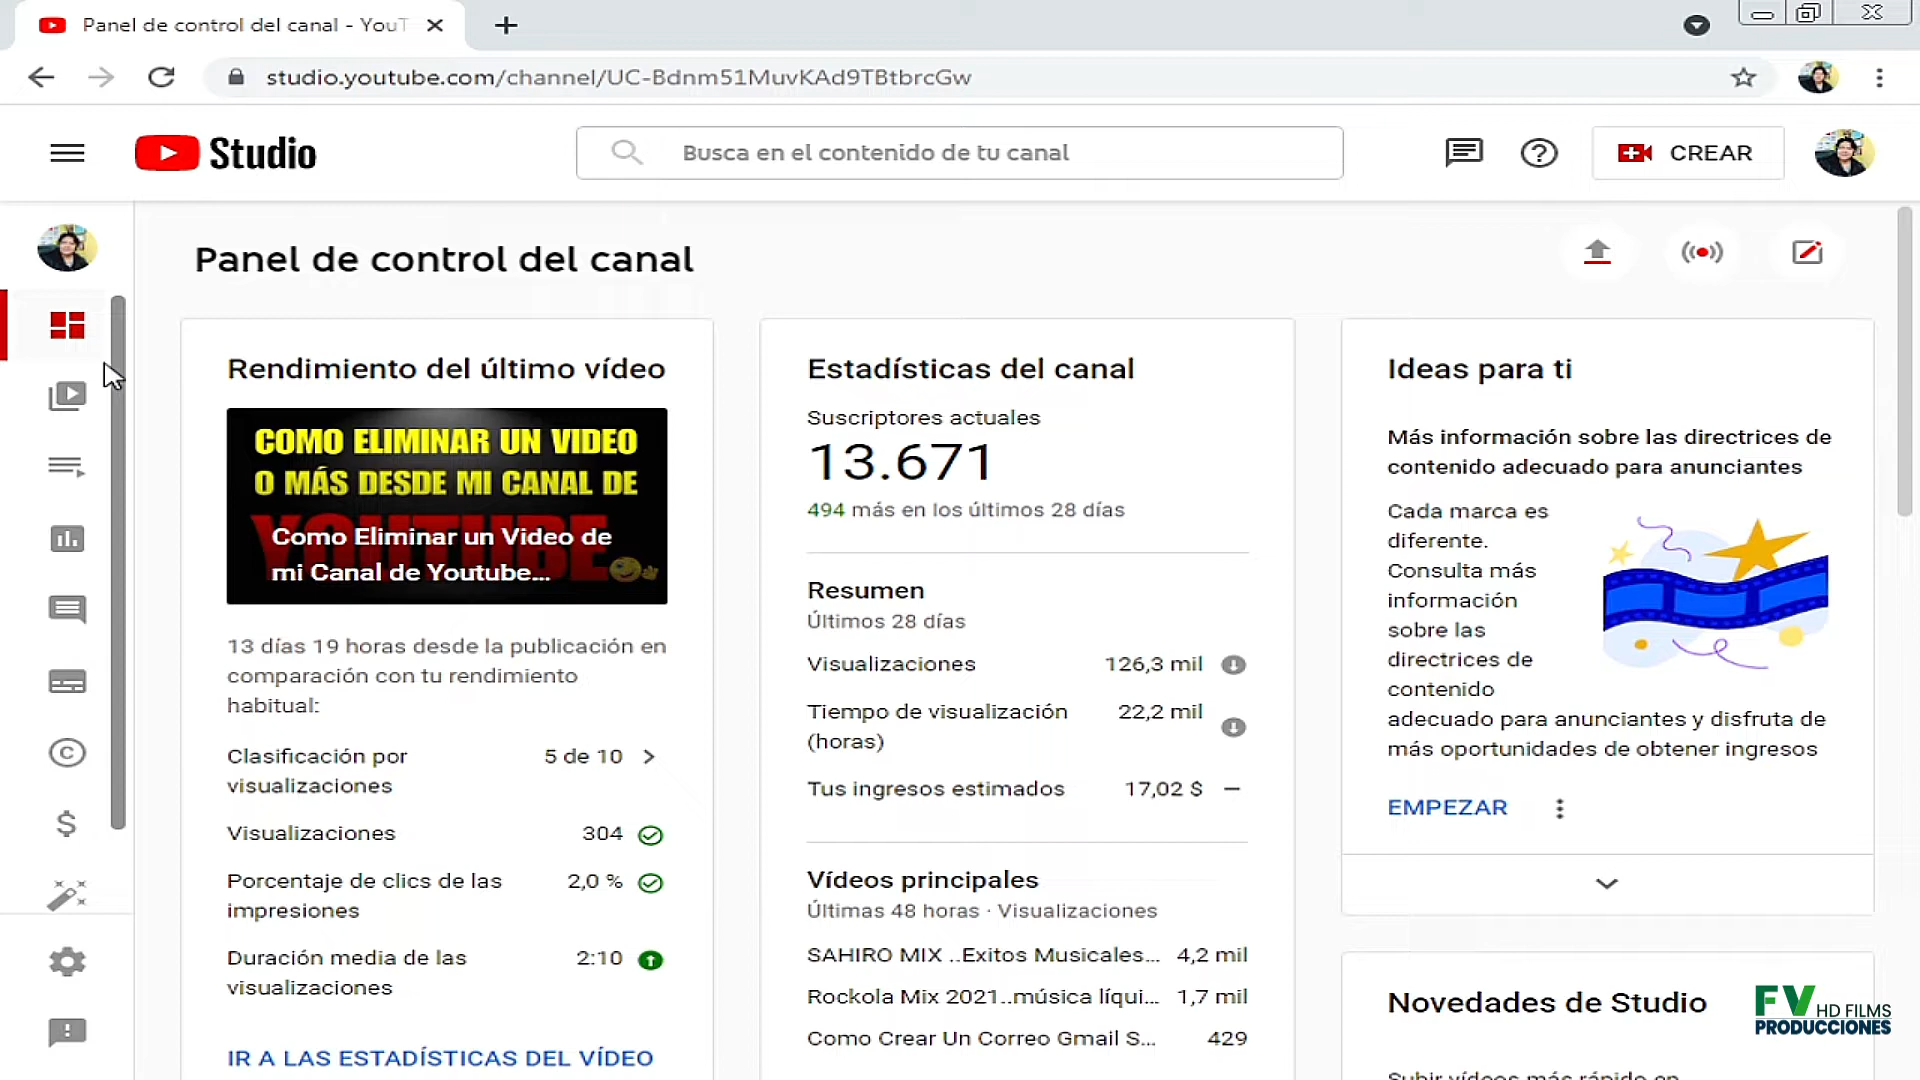 Panel de control del canal - YouT
studio.youtube.com/channel/UC-Bdnm51MuvKAd9TBtbrcGw
Studio
Busca en el contenido de tu canal
CREAR
Panel de control del canal
Rendimiento del último vídeo
COMO ELIMINAR UN VIDEO
O MÁS DESDE MI CANAL DE
YOUTUBE
Como Eliminar un Video de
mi Canal de Youtube...
13 días 19 horas desde la publicación en
comparación con tu rendimiento
habitual:
Clasificación por
visualizaciones
5 de 10
Visualizaciones
304
Porcentaje de clics de las
impresiones
2,0 %
Duración media de las
visualizaciones
2:10
IR A LAS ESTADÍSTICAS DEL VÍDEO
Estadísticas del canal
Suscriptores actuales
13.671
494 más en los últimos 28 días
Resumen
Últimos 28 días
Visualizaciones
126,3 mil
Tiempo de visualización
(horas)
22,2 mil
Tus ingresos estimados
17,02 $
Vídeos principales
Últimas 48 horas · Visualizaciones
SAHIRO MIX ..Exitos Musicales... 4,2 mil
Rockola Mix 2021..música líqui... 1,7 mil
Como Crear Un Correo Gmail S... 429
Ideas para ti
Más información sobre las directrices de
contenido adecuado para anunciantes
Cada marca es
diferente.
Consulta más
información
sobre las
directrices de
contenido
adecuado para anunciantes y disfruta de
más oportunidades de obtener ingresos
EMPEZAR
Novedades de Studio
Subir vídeos más rápido en
FV HD FILMS
PRODUCCIONES